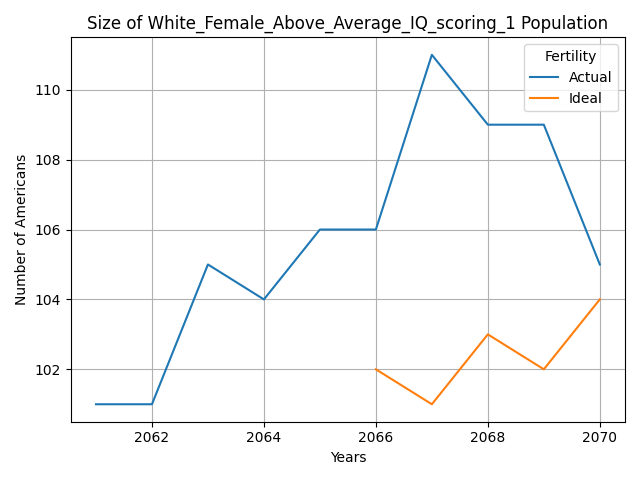 Size of White_Female_Above_Average_IQ_scoring_1 Population
Fertility
Actual
Ideal
Number of Americans
110
108
106
104
102
2062 2064 2066 2068 2070
Years